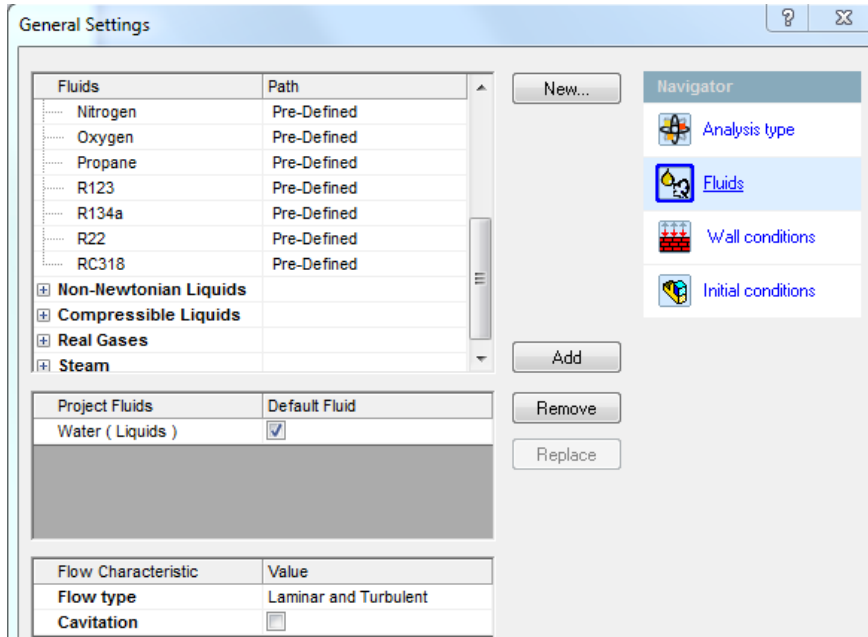 General Settings
Fluids Path
Nitrogen Pre-Defined
Oxygen Pre-Defined
Propane Pre-Defined
R123 Pre-Defined
R134a Pre-Defined
R22 Pre-Defined
RC318 Pre-Defined
Non-Newtonian Liquids
Compressible Liquids
Real Gases
Steam
New...
Add
Project Fluids Default Fluid
Water ( Liquids )
Remove
Replace
Flow Characteristic Value
Flow type Laminar and Turbulent
Cavitation
Navigator
Analysis type
Fluids
Wall conditions
Initial conditions